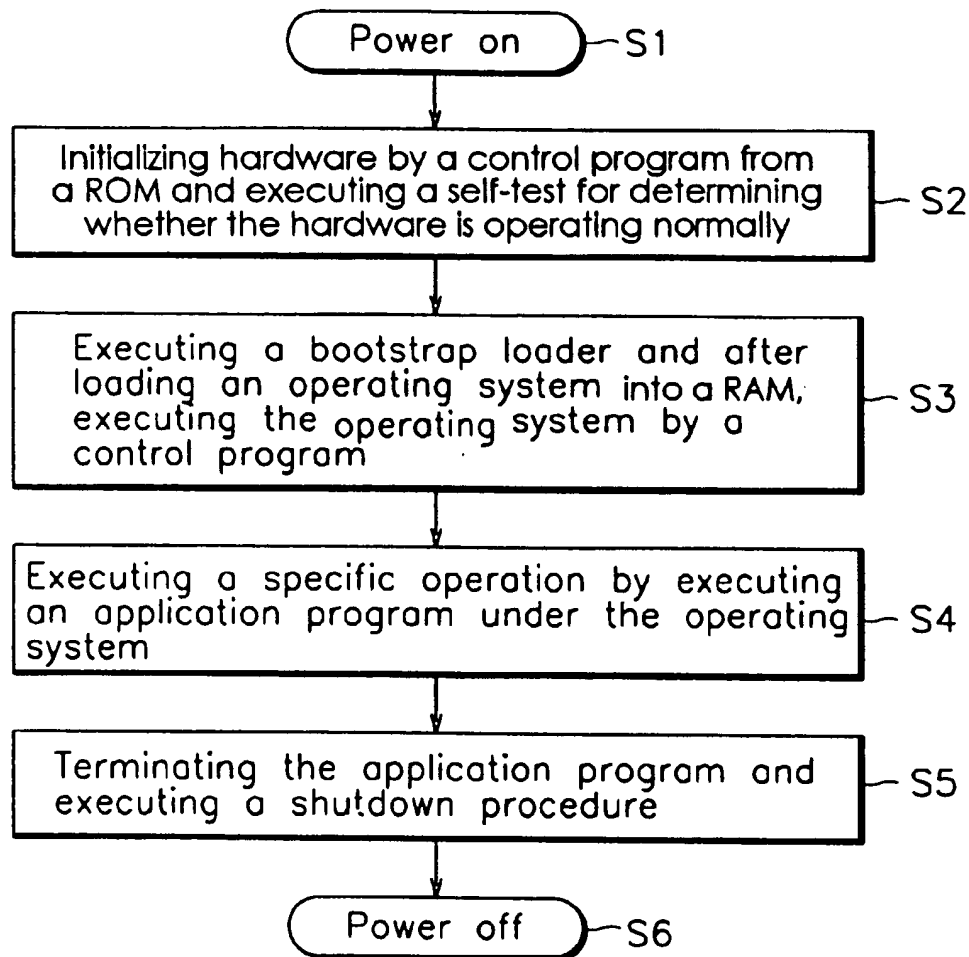 Power on
S1
Initializing hardware by a control program from
a ROM and executing a self-test for determining
whether the hardware is operating normally
S2
Executing a bootstrap loader and after
loading an operating system into a RAM,
executing the operating system by a
control program
S3
Executing a specific operation by executing
an application program under the operating
system
S4
Terminating the application program and
executing a shutdown procedure
S5
Power off
S6